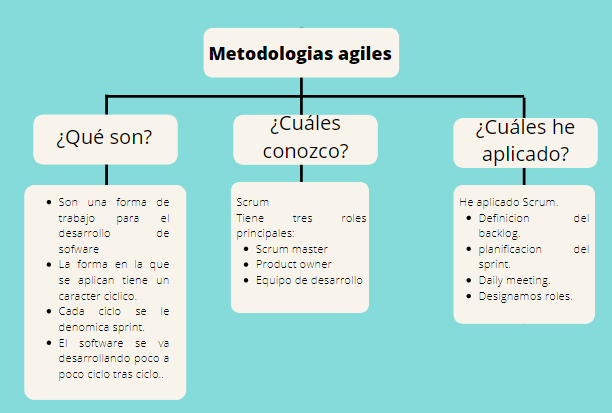 Metodologias agiles
¿Qué son?
Son una forma de
trabajo para el
desarrollo de
sofware
La forma en la que
se aplican tiene un
caracter ciclico.
Cada ciclo se le
denomica sprint.
El software se va
desarrollando poco a
poco ciclo tras ciclo..
¿Cuáles
conozco?
Scrum
Tiene tres roles
principales:
Scrum master
Product owner
Equipo de desarrollo
¿Cuáles he
aplicado?
He aplicado Scrum.
Definicion del
backlog.
planificacion del
sprint.
Daily meeting.
Designamos roles.